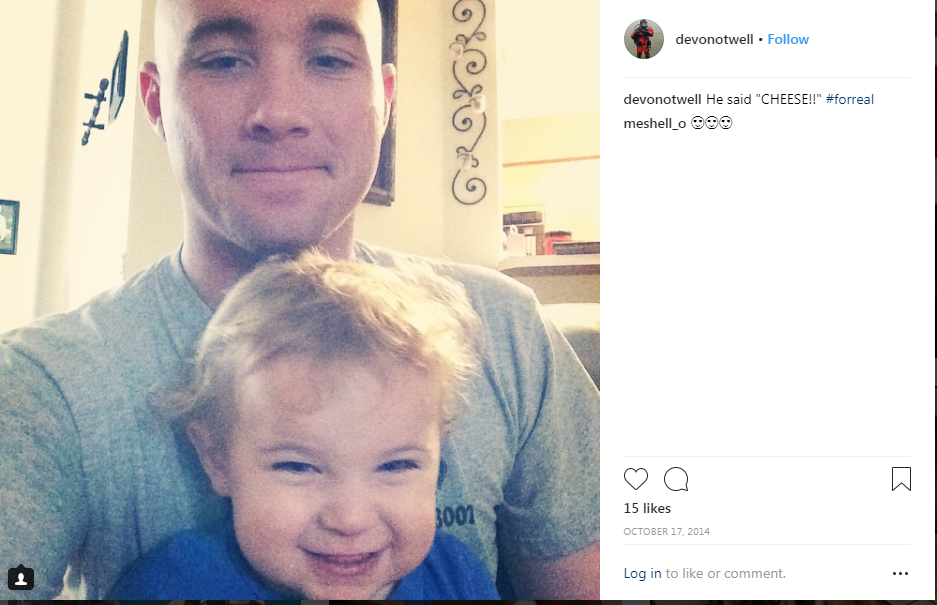 devonotwell • Follow
devonotwell He said "CHEESE!!" #forreal
meshell_o
3001
15 likes
OCTOBER 17, 2014
Log in to like or comment.